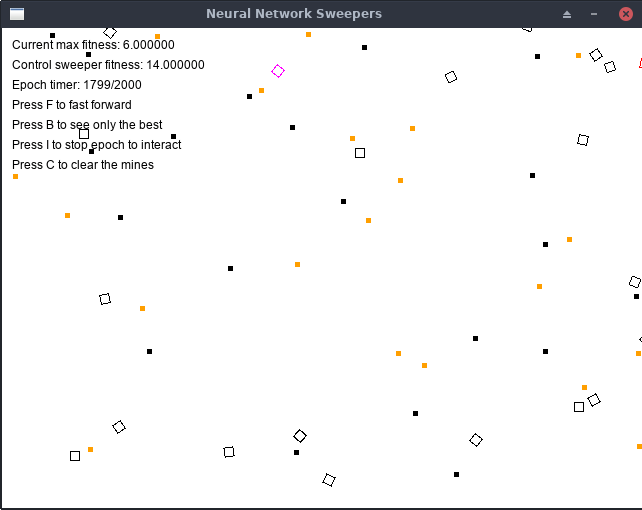 Neural Network Sweepers
Current max fitness: 6.000000
Control sweeper fitness: 14.000000
Epoch timer: 1799/2000
Press F to fast forward
Press B to see only the best
Press I to stop epoch to interact
Press C to clear the mines